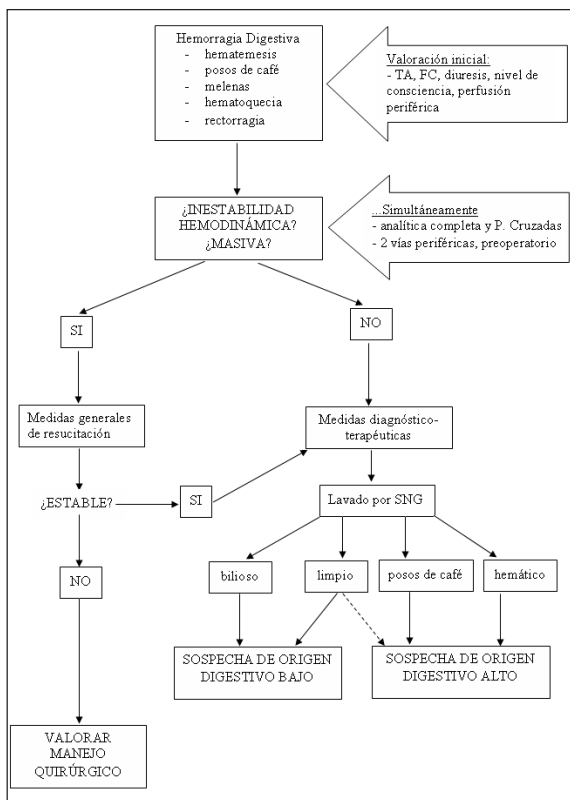 Hemorragia Digestiva
- hematemesis
- posos de café
- melenas
- hematoquecia
- rectorragia
Valoración inicial:
- TA, FC, diuresis, nivel de
consciencia, perfusión
periférica
¿INESTABILIDAD
HEMODINÁMICA?
¿MASIVA?
...Simultáneamente
- analítica completa y P. Cruzadas
- 2 vías periféricas, preoperatorio
SI
NO
Medidas generales
de resucitación
Medidas diagnóstico-
terapéuticas
¿ESTABLE?
SI
Lavado por SNG
NO
bilioso
limpio
posos de café
hemático
SOSPECHA DE ORIGEN
DIGESTIVO BAJO
SOSPECHA DE ORIGEN
DIGESTIVO ALTO
VALORAR
MANEJO
QUIRÚRGICO